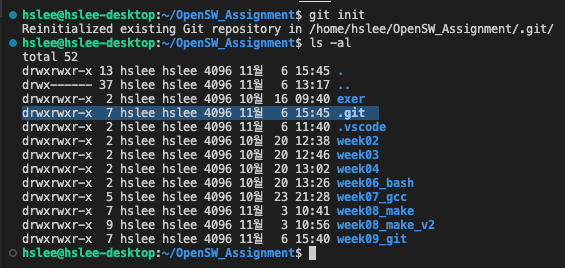 hslee@hslee-desktop:~/OpenSW_Assignment$ git init
Reinitialized existing Git repository in /home/hslee/OpenSW_Assignment/.git/
hslee@hslee-desktop:~/OpenSW_Assignment$ ls -al
total 52
drwxrwxr-x 13 hslee hslee 4096 11월  6 15:45 .
drwx------ 37 hslee hslee 4096 11월  6 13:17 ..
drwxrwxr-x  2 hslee hslee 4096 10월 16 09:40 exer
drwxrwxr-x  7 hslee hslee 4096 11월  6 15:45 .git
drwxrwxr-x  2 hslee hslee 4096 11월  6 11:40 .vscode
drwxrwxr-x  2 hslee hslee 4096 10월 20 12:38 week02
drwxrwxr-x  2 hslee hslee 4096 10월 20 12:46 week03
drwxrwxr-x  2 hslee hslee 4096 10월 20 13:02 week04
drwxrwxr-x  2 hslee hslee 4096 10월 20 13:26 week06_bash
drwxrwxr-x  5 hslee hslee 4096 10월 23 21:28 week07_gcc
drwxrwxr-x  7 hslee hslee 4096 11월  3 10:41 week08_make
drwxrwxr-x  9 hslee hslee 4096 11월  3 10:56 week08_make_v2
drwxrwxr-x  6 hslee hslee 4096 11월  6 15:40 week09_git
hslee@hslee-desktop:~/OpenSW_Assignment$